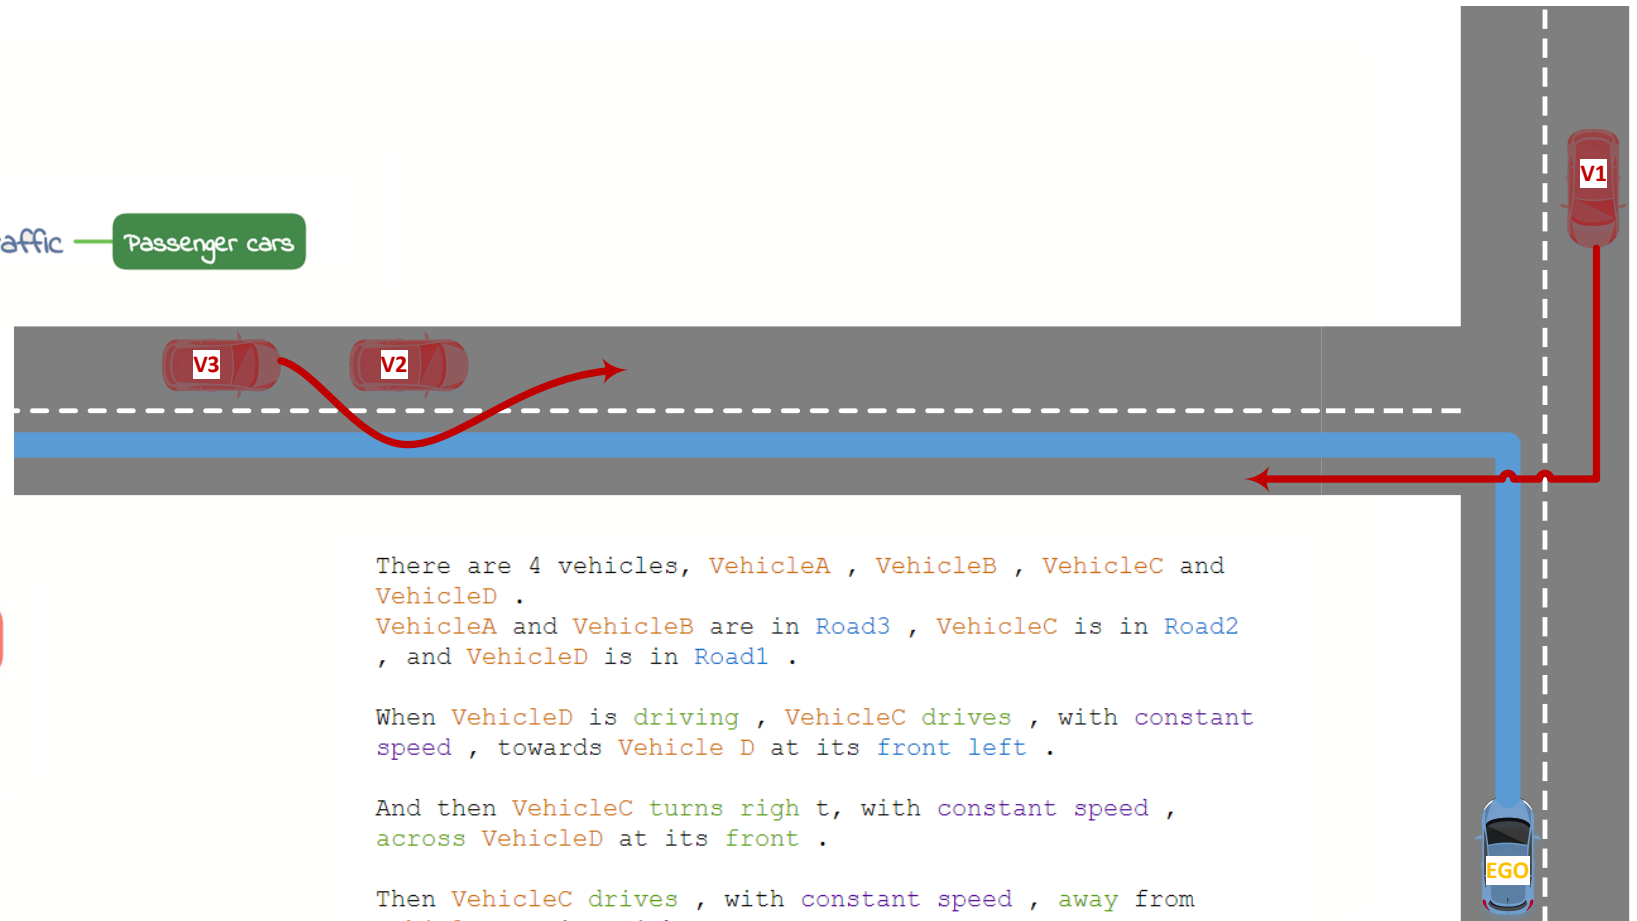 V1
affic
Passenger cars
V3
V2
There are 4 vehicles, VehicleA , VehicleB , VehicleC and
VehicleD .
VehicleA and VehicleB are in Road3 , VehicleC is in Road2
, and VehicleD is in Road1 .
When VehicleD is driving , VehicleC drives , with constant
speed , towards Vehicle D at its front left .
And then VehicleC turns righ t, with constant speed ,
across VehicleD at its front .
Then VehicleC drives , with constant speed , away from
EGO